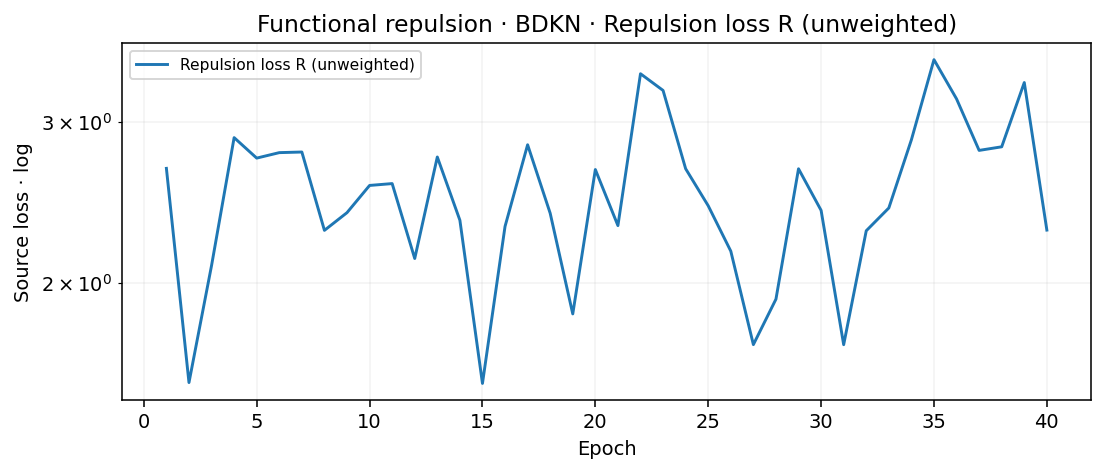 Functional repulsion · BDKN · Repulsion loss R (unweighted)
Repulsion loss R (unweighted)
Source loss · log
3 × 10⁰
2 × 10⁰
0 5 10 15 20 25 30 35 40
Epoch